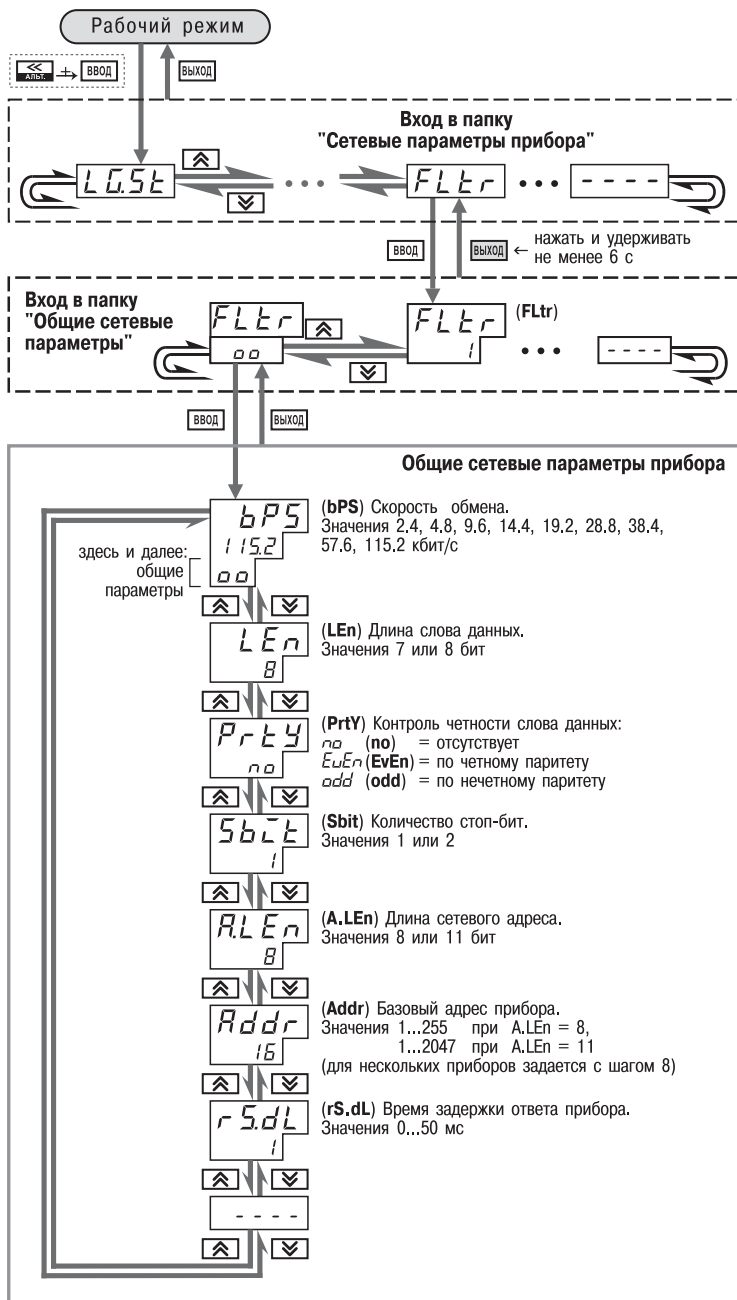 Рабочий режим
АЛЬТ. ВВОД ВЫХОД
Вход в папку
"Сетевые параметры прибора"
LG.St • • • FLtr • • • - - - -
ВВОД ВЫХОД ← нажать и удерживать
не менее 6 с
Вход в папку
"Общие сетевые
параметры"
FLtr
oo
FLtr (FLtr)
1
• • • - - - -
ВВОД ВЫХОД
Общие сетевые параметры прибора
bPS
115.2
oo
(bPS) Скорость обмена.
Значения 2.4, 4.8, 9.6, 14.4, 19.2, 28.8, 38.4,
57.6, 115.2 кбит/с
здесь и далее:
общие
параметры
LEn
8
(LEn) Длина слова данных.
Значения 7 или 8 бит
PrtY
no
(PrtY) Контроль четности слова данных:
no (no) = отсутствует
EvEn (EvEn) = по четному паритету
odd (odd) = по нечетному паритету
Sbit
1
(Sbit) Количество стоп-бит.
Значения 1 или 2
A.LEn
8
(A.LEn) Длина сетевого адреса.
Значения 8 или 11 бит
Addr
16
(Addr) Базовый адрес прибора.
Значения 1...255 при A.LEn = 8,
1...2047 при A.LEn = 11
(для нескольких приборов задается с шагом 8)
rS.dL
1
(rS.dL) Время задержки ответа прибора.
Значения 0...50 мс
- - - -